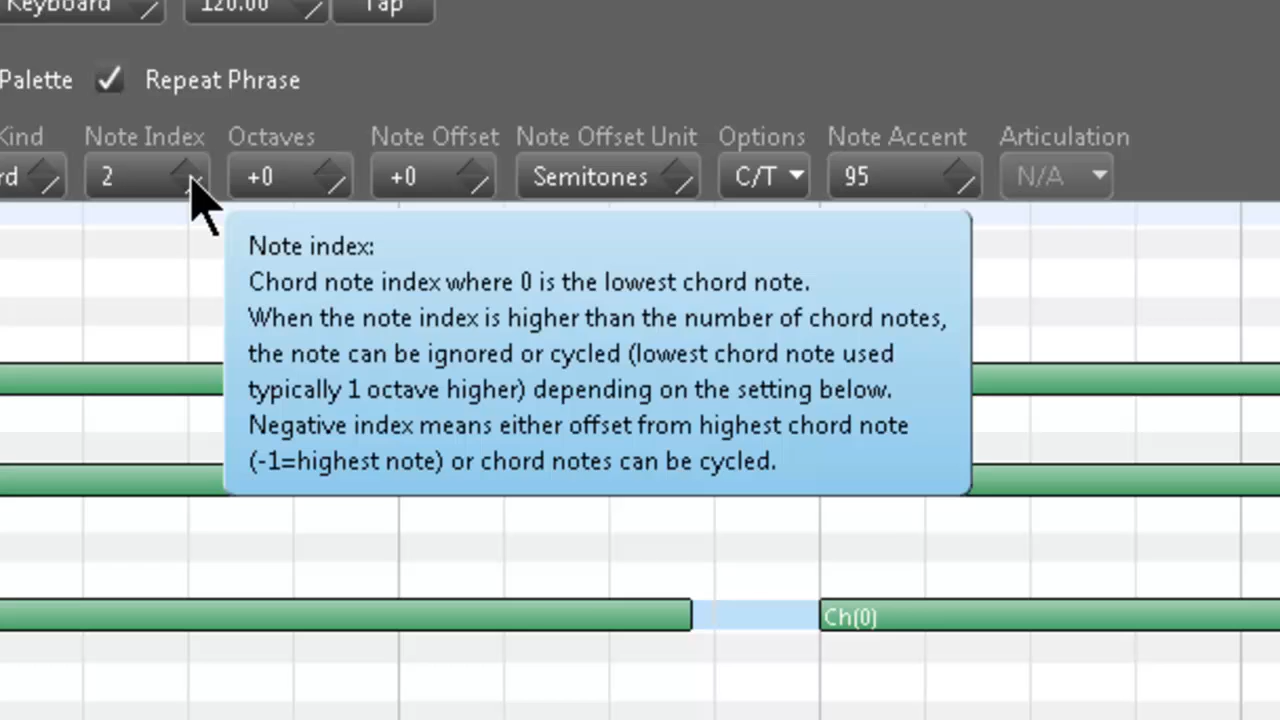 Keyboard 120.00 Tap
Palette Repeat Phrase
Kind Note Index Octaves Note Offset Note Offset Unit Options Note Accent Articulation
rd 2 +0 +0 Semitones C/T 95 N/A
Note index:
Chord note index where 0 is the lowest chord note.
When the note index is higher than the number of chord notes,
the note can be ignored or cycled (lowest chord note used
typically 1 octave higher) depending on the setting below.
Negative index means either offset from highest chord note
(-1=highest note) or chord notes can be cycled.
Ch(0)